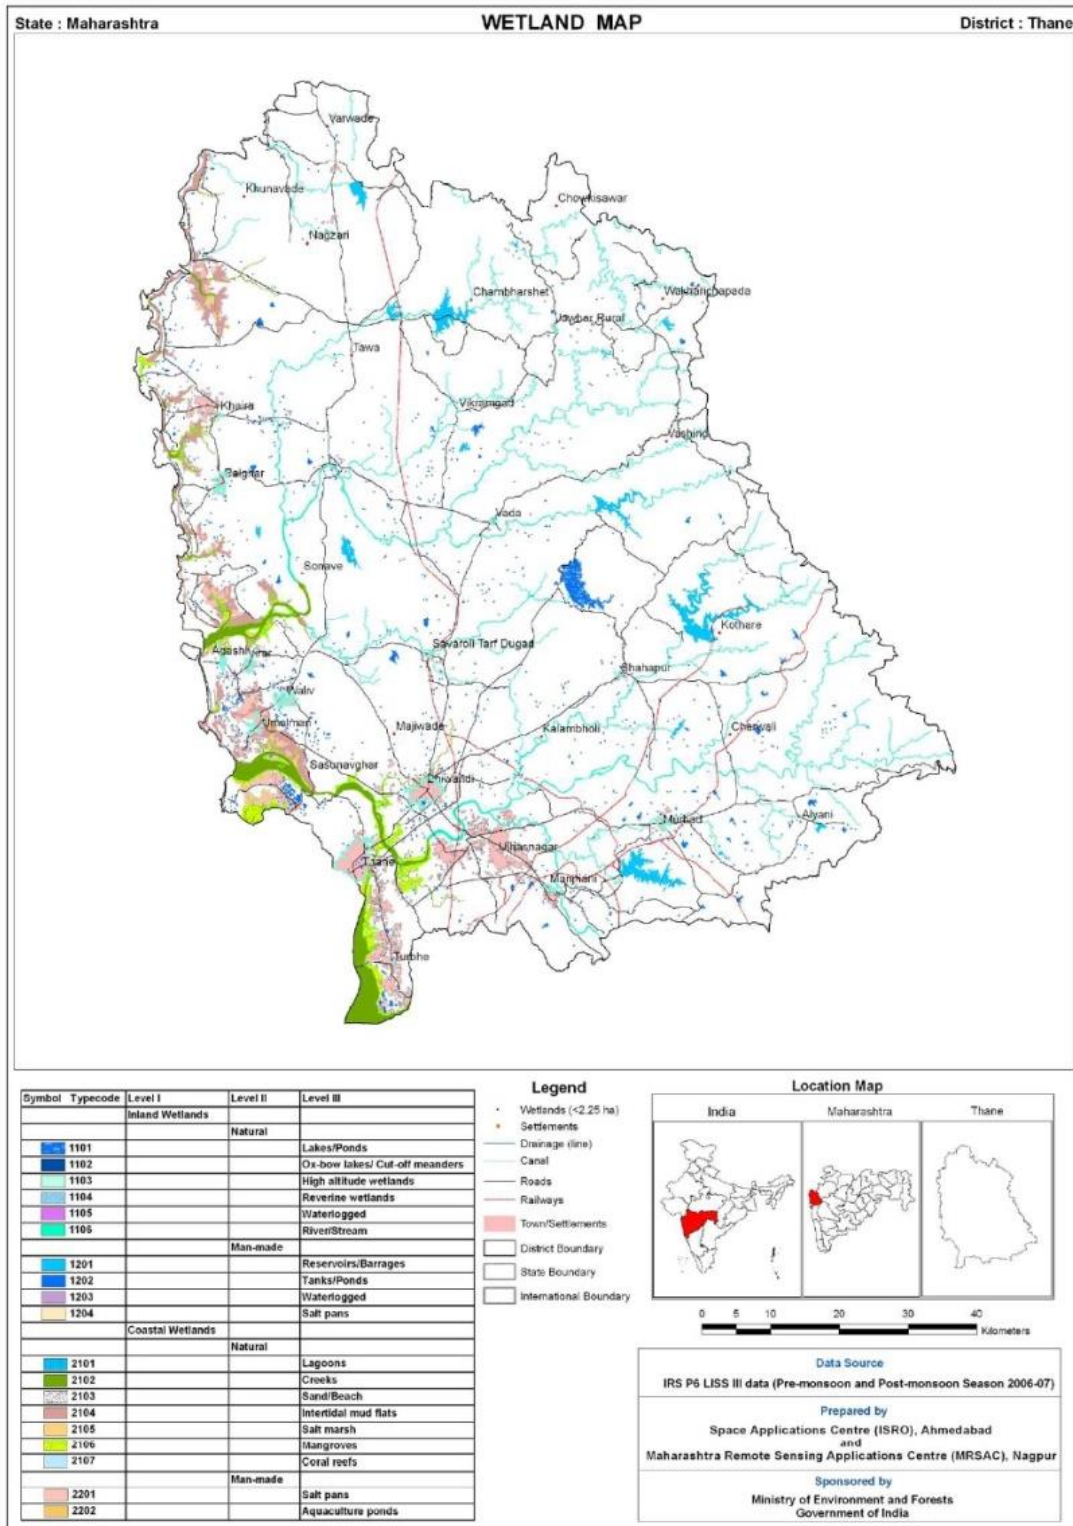 State : Maharashtra
WETLAND MAP
District : Thane
Varwade
Khunavade
Chowkisawar
Nagzari
Chambharshet
Wakhanchapada
Jawhar Rural
Tawa
Khaira
Vikramgad
Vashind
Palghar
Vada
Sonave
Kothare
Agashi
Virar
Savaroli Tarf Dugad
Shahapur
Waliv
Umelman
Majiwade
Kalambholi
Cherwali
Sasunavghar
Bhiwandi
Murbad
Alyani
Thane
Ulhasnagar
Manjharli
Turbhe
Symbol Typecode Level I Level II Level III
Inland Wetlands
Natural
1101 Lakes/Ponds
1102 Ox-bow lakes/ Cut-off meanders
1103 High altitude wetlands
1104 Reverine wetlands
1105 Waterlogged
1106 River/Stream
Man-made
1201 Reservoirs/Barrages
1202 Tanks/Ponds
1203 Waterlogged
1204 Salt pans
Coastal Wetlands
Natural
2101 Lagoons
2102 Creeks
2103 Sand/Beach
2104 Intertidal mud flats
2105 Salt marsh
2106 Mangroves
2107 Coral reefs
Man-made
2201 Salt pans
2202 Aquaculture ponds
Legend
Wetlands (<2.25 ha)
Settlements
Drainage (line)
Canal
Roads
Railways
Town/Settlements
District Boundary
State Boundary
International Boundary
Location Map
India
Maharashtra
Thane
0 5 10 20 30 40
Kilometers
Data Source
IRS P6 LISS III data (Pre-monsoon and Post-monsoon Season 2006-07)
Prepared by
Space Applications Centre (ISRO), Ahmedabad
and
Maharashtra Remote Sensing Applications Centre (MRSAC), Nagpur
Sponsored by
Ministry of Environment and Forests
Government of India